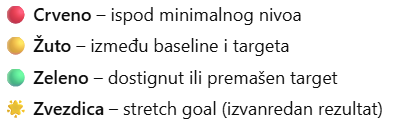 Crveno – ispod minimalnog nivoa
Žuto – između baseline i targeta
Zeleno – dostignut ili premašen target
Zvezdica – stretch goal (izvanredan rezultat)